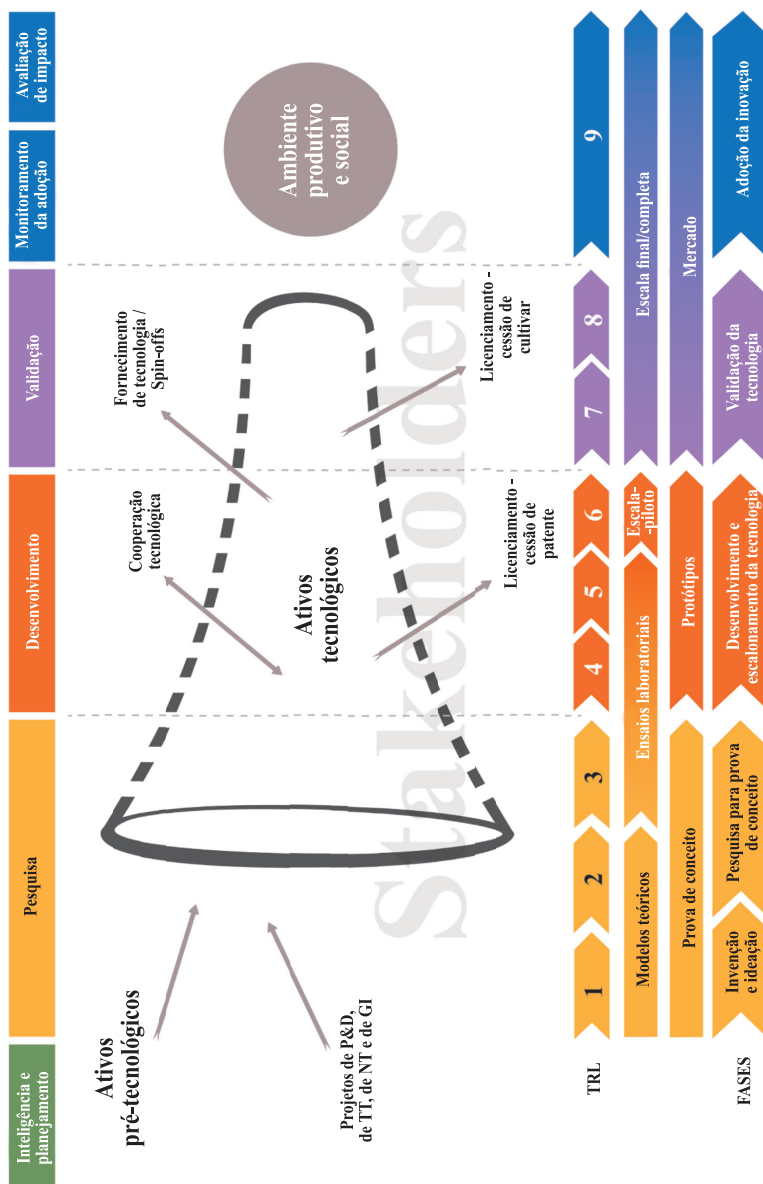 Inteligência e
planejamento
Pesquisa
Desenvolvimento
Validação
Monitoramento
da adoção
Avaliação
de impacto
Ativos
pré-tecnológicos
Projetos de P&D,
de TT, de NT e de GI
Cooperação
tecnológica
Fornecimento
de tecnologia /
Spin-offs
Ativos
tecnológicos
Ambiente
produtivo
e social
Licenciamento -
cessão de
patente
Licenciamento -
cessão de
cultivar
Stakeholders
TRL
1
2
3
4
5
6
7
8
9
Modelos teóricos
Ensaios laboratoriais
Escala-
-piloto
Escala final/completa
Prova de conceito
Protótipos
Mercado
FASES
Invenção
e ideação
Pesquisa para prova
de conceito
Desenvolvimento e
escalonamento da tecnologia
Validação da
tecnologia
Adoção da inovação